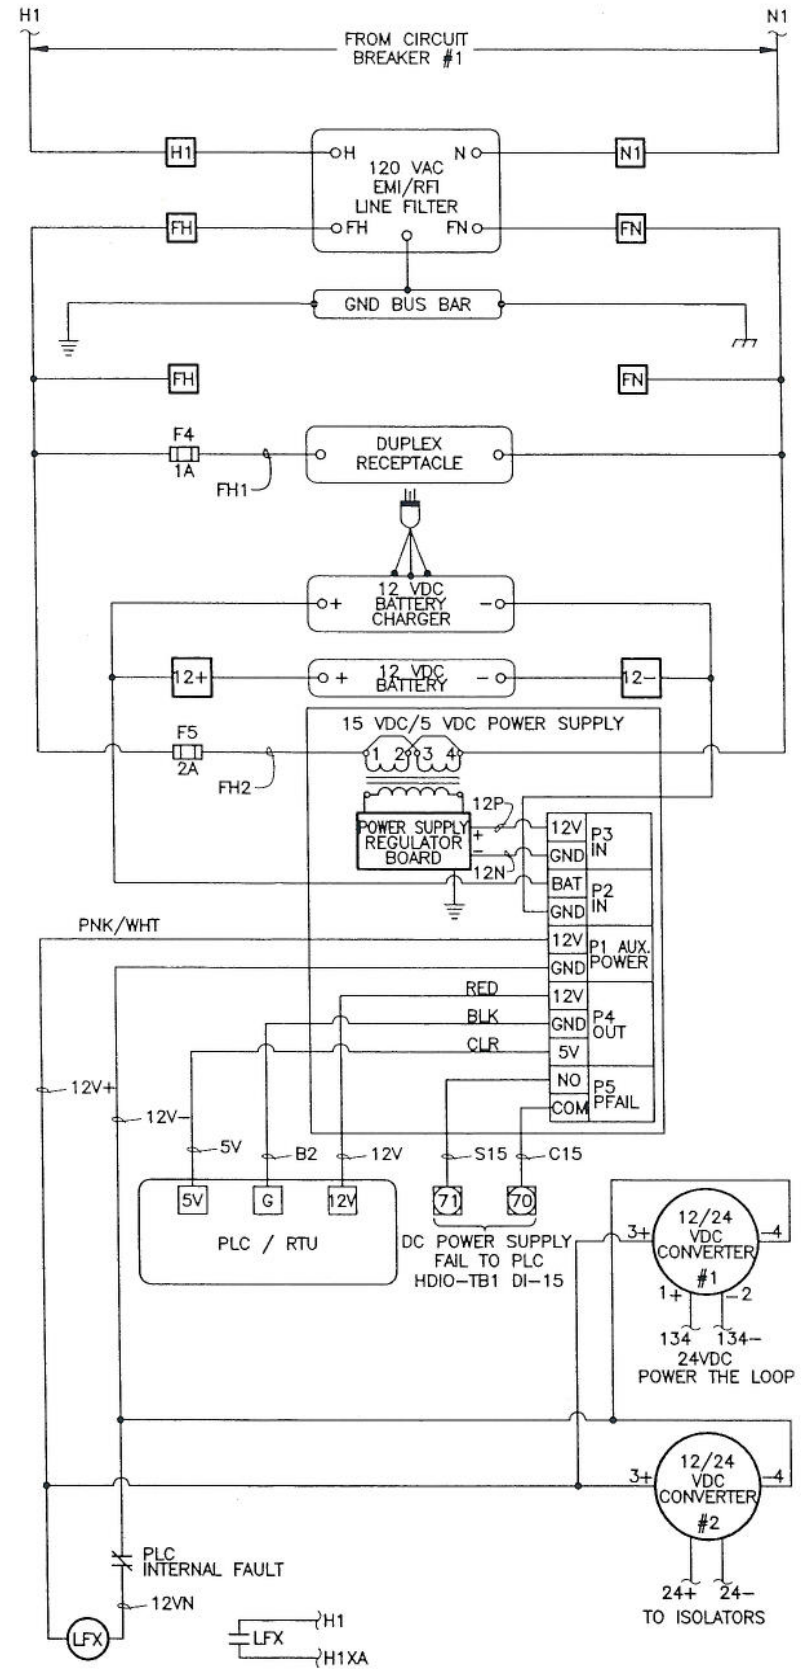 H1
N1
FROM CIRCUIT
BREAKER #1
H1
H
N
N1
120 VAC
EMI/RFI
LINE FILTER
FH
FH
FN
FN
GND BUS BAR
FH
FN
F4
1A
FH1
DUPLEX
RECEPTACLE
12 VDC
BATTERY
CHARGER
+
-
12+
+
12 VDC
BATTERY
-
12-
15 VDC/5 VDC POWER SUPPLY
F5
2A
FH2
1 2 3 4
POWER SUPPLY
REGULATOR
BOARD
+
-
12P
12N
12V
GND
P3
IN
BAT
GND
P2
IN
PNK/WHT
12V
GND
P1 AUX.
POWER
RED
12V
BLK
GND
CLR
5V
P4
OUT
NO
COM
P5
PFAIL
12V+
12V-
5V
B2
12V
S15
C15
5V
G
12V
PLC / RTU
71
70
DC POWER SUPPLY
FAIL TO PLC
HDIO-TB1 DI-15
3+
12/24
VDC
CONVERTER
#1
-4
1+
-2
134
134-
24VDC
POWER THE LOOP
3+
12/24
VDC
CONVERTER
#2
-4
24+
24-
TO ISOLATORS
PLC
INTERNAL FAULT
12VN
LFX
LFX
H1
H1XA